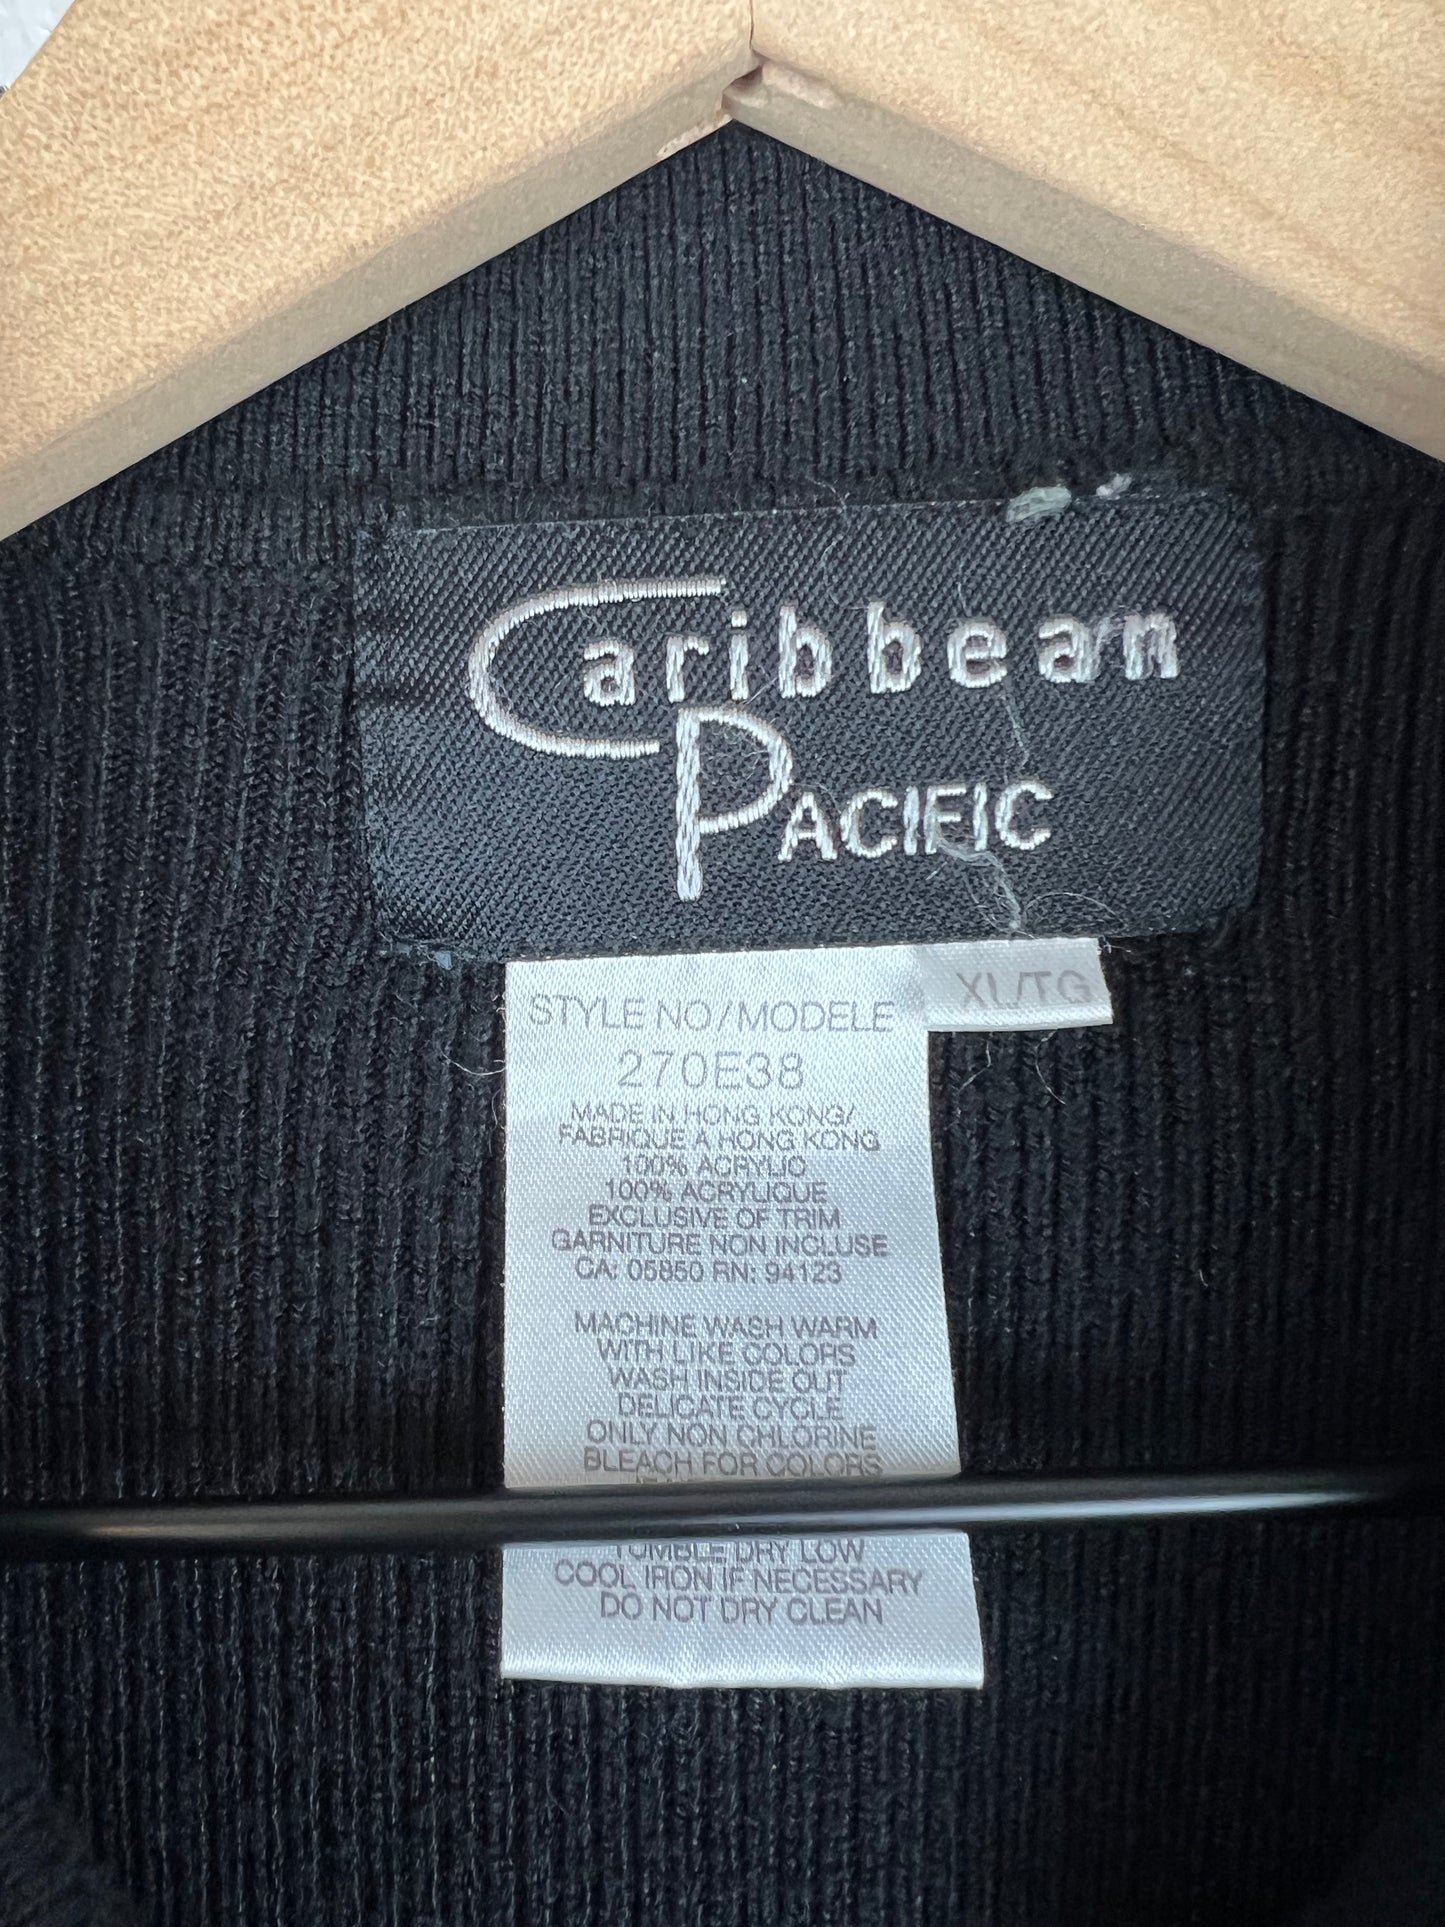 Caribbean
PACIFIC
XL/TG
STYLE NO/MODELE
270E38
MADE IN HONG KONG/
FABRIQUE A HONG KONG
100% ACRYLIC
100% ACRYLIQUE
EXCLUSIVE OF TRIM
GARNITURE NON INCLUSE
CA: 05850 RN: 94123
MACHINE WASH WARM
WITH LIKE COLORS
WASH INSIDE OUT
DELICATE CYCLE
ONLY NON CHLORINE
BLEACH FOR COLORS
TUMBLE DRY LOW
COOL IRON IF NECESSARY
DO NOT DRY CLEAN